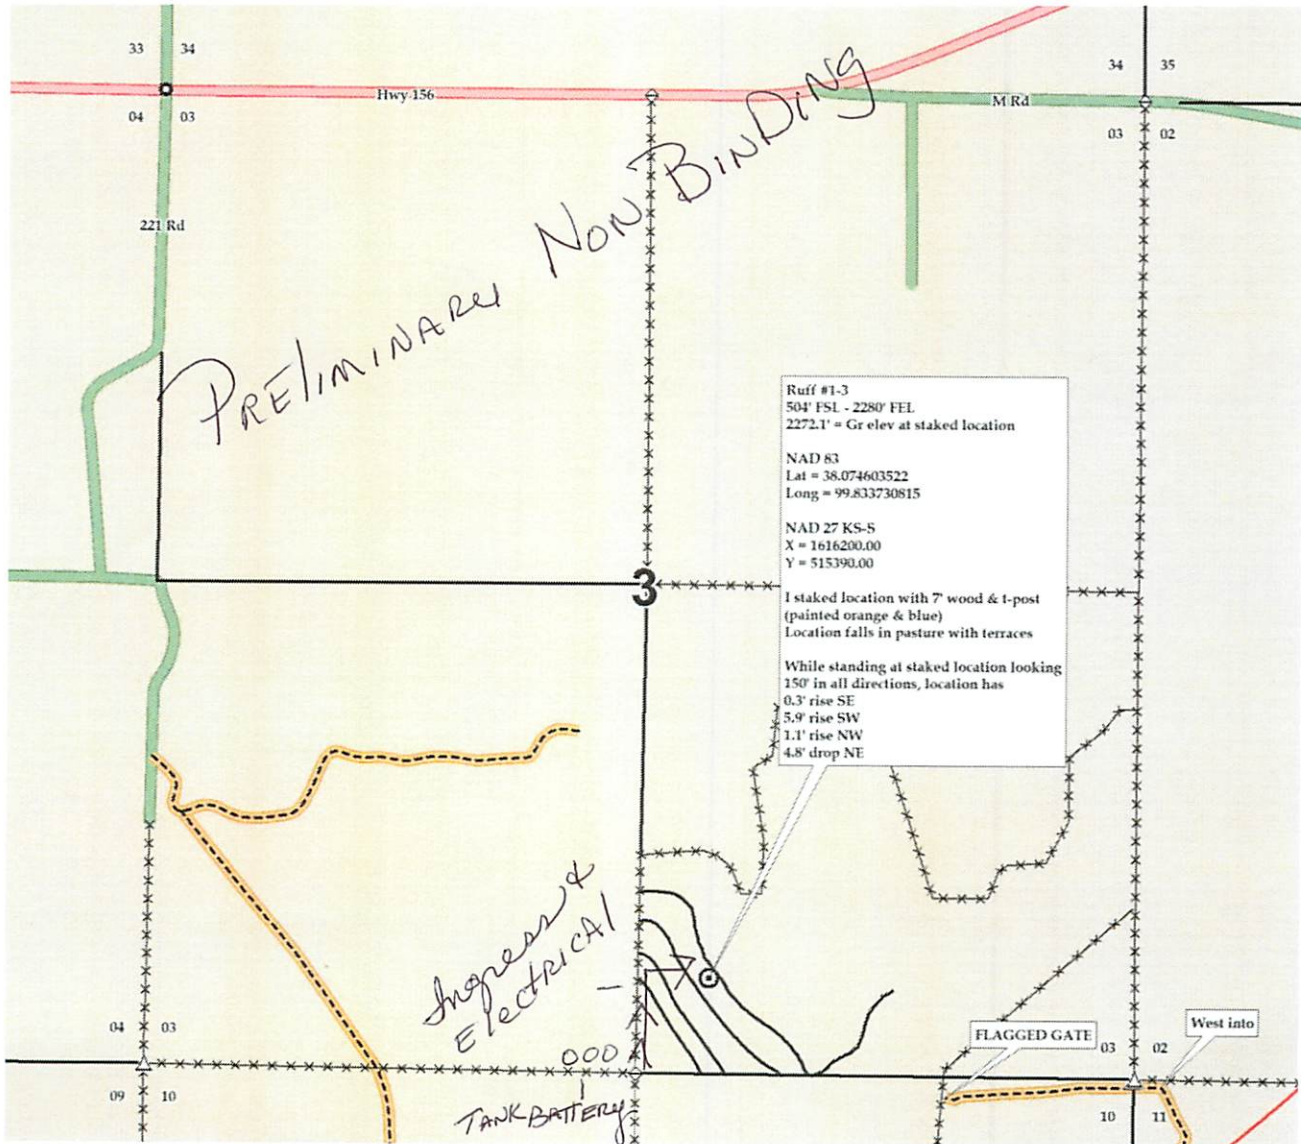 33 34
34 35
Hwy 156
M Rd
04 03
03 02
221 Rd
PRELIMINARY NON BINDING
Ruff #1-3
504' FSL - 2280' FEL
2272.1' = Gr elev at staked location
NAD 83
Lat = 38.074603522
Long = 99.833730815
NAD 27 KS-S
X = 1616200.00
Y = 515390.00
I staked location with 7' wood & t-post
(painted orange & blue)
Location falls in pasture with terraces
While standing at staked location looking
150' in all directions, location has
0.3' rise SE
5.9' rise SW
1.1' rise NW
4.8' drop NE
3
Ingress &
Electrical
04 03
FLAGGED GATE
03 02
West into
000
09 10
TANK BATTERY
10 11